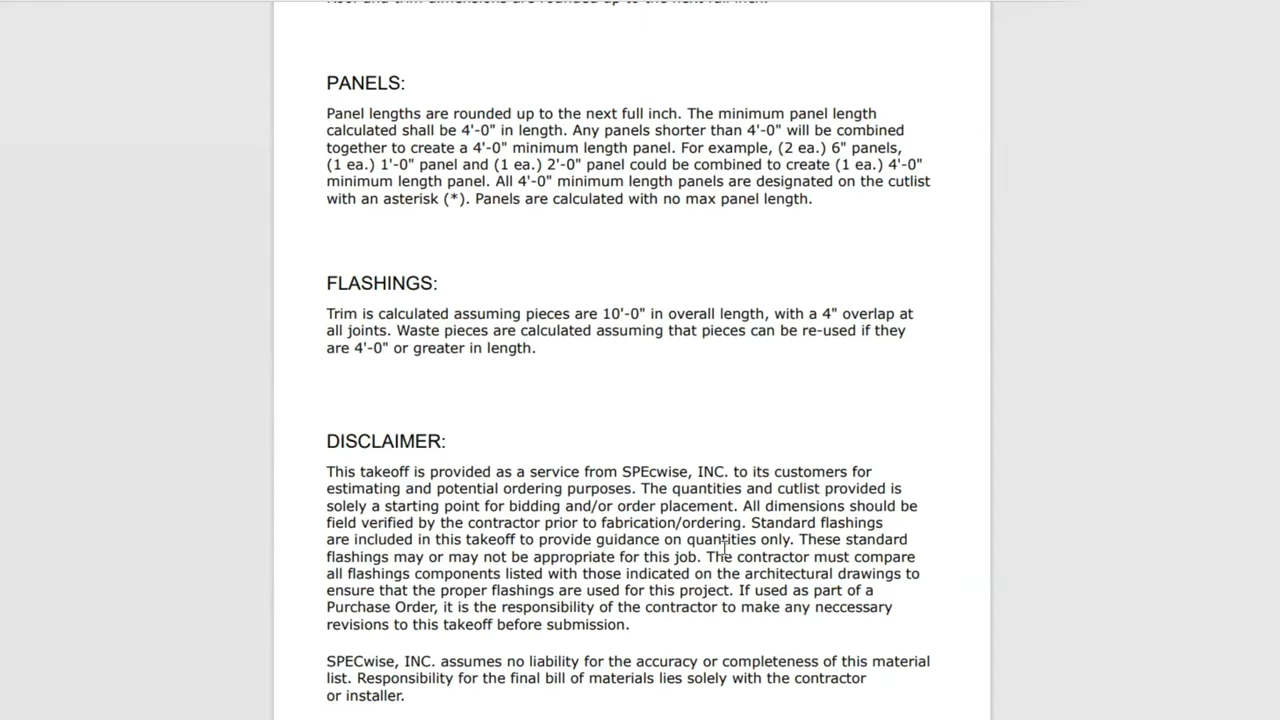 Roof and trim dimensions are rounded up to the next full inch.
PANELS:
Panel lengths are rounded up to the next full inch. The minimum panel length
calculated shall be 4'-0" in length. Any panels shorter than 4'-0" will be combined
together to create a 4'-0" minimum length panel. For example, (2 ea.) 6" panels,
(1 ea.) 1'-0" panel and (1 ea.) 2'-0" panel could be combined to create (1 ea.) 4'-0"
minimum length panel. All 4'-0" minimum length panels are designated on the cutlist
with an asterisk (*). Panels are calculated with no max panel length.
FLASHINGS:
Trim is calculated assuming pieces are 10'-0" in overall length, with a 4" overlap at
all joints. Waste pieces are calculated assuming that pieces can be re-used if they
are 4'-0" or greater in length.
DISCLAIMER:
This takeoff is provided as a service from SPEcwise, INC. to its customers for
estimating and potential ordering purposes. The quantities and cutlist provided is
solely a starting point for bidding and/or order placement. All dimensions should be
field verified by the contractor prior to fabrication/ordering. Standard flashings
are included in this takeoff to provide guidance on quantities only. These standard
flashings may or may not be appropriate for this job. The contractor must compare
all flashings components listed with those indicated on the architectural drawings to
ensure that the proper flashings are used for this project. If used as part of a
Purchase Order, it is the responsibility of the contractor to make any neccessary
revisions to this takeoff before submission.
SPECwise, INC. assumes no liability for the accuracy or completeness of this material
list. Responsibility for the final bill of materials lies solely with the contractor
or installer.